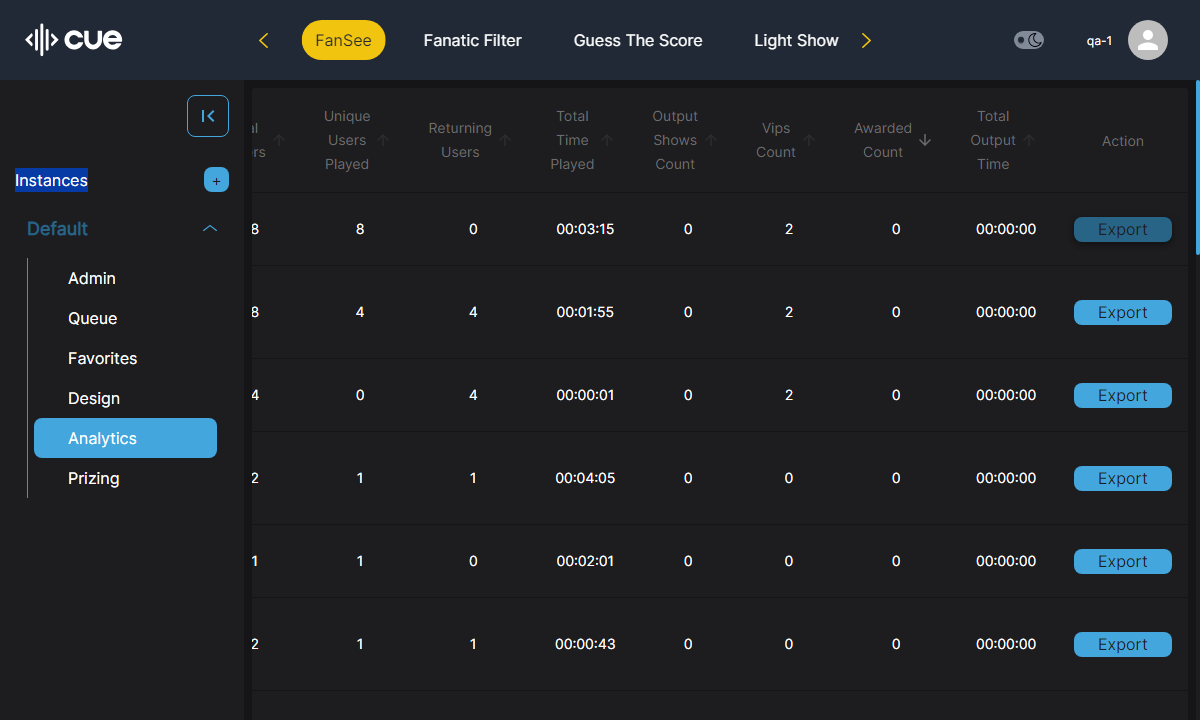 cue
FanSee
Fanatic Filter
Guess The Score
Light Show
qa-1
Instances
+
Default
Admin
Queue
Favorites
Design
Analytics
Prizing
Unique
Users
Played
Returning
Users
Total
Time
Played
Output
Shows
Count
Vips
Count
Awarded
Count
Total
Output
Time
Action
8 8 0 00:03:15 0 2 0 00:00:00 Export
8 4 4 00:01:55 0 2 0 00:00:00 Export
4 0 4 00:00:01 0 2 0 00:00:00 Export
2 1 1 00:04:05 0 0 0 00:00:00 Export
1 1 0 00:02:01 0 0 0 00:00:00 Export
2 1 1 00:00:43 0 0 0 00:00:00 Export